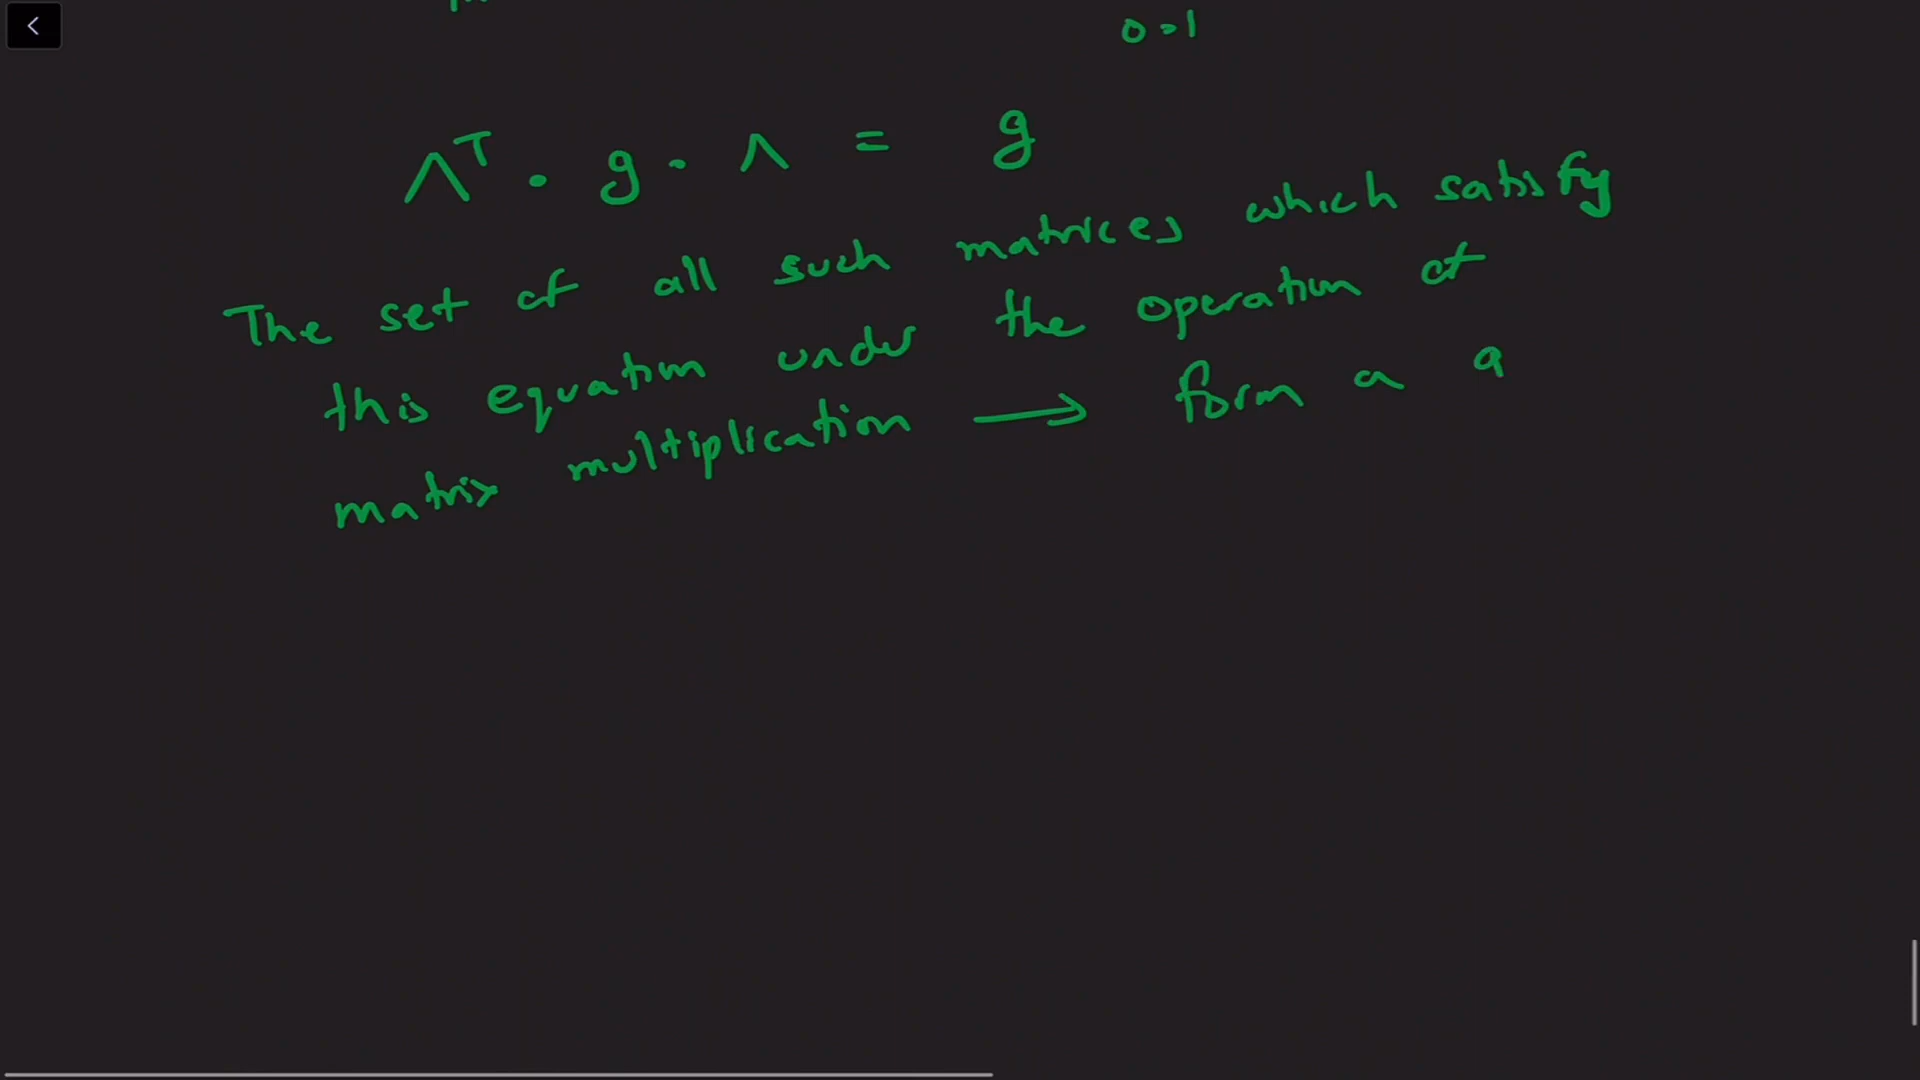 0=1
Λᵀ . g . Λ = g
The set of all such matrices which satisfy
this equation under the operation of
matrix multiplication ⟶ form a